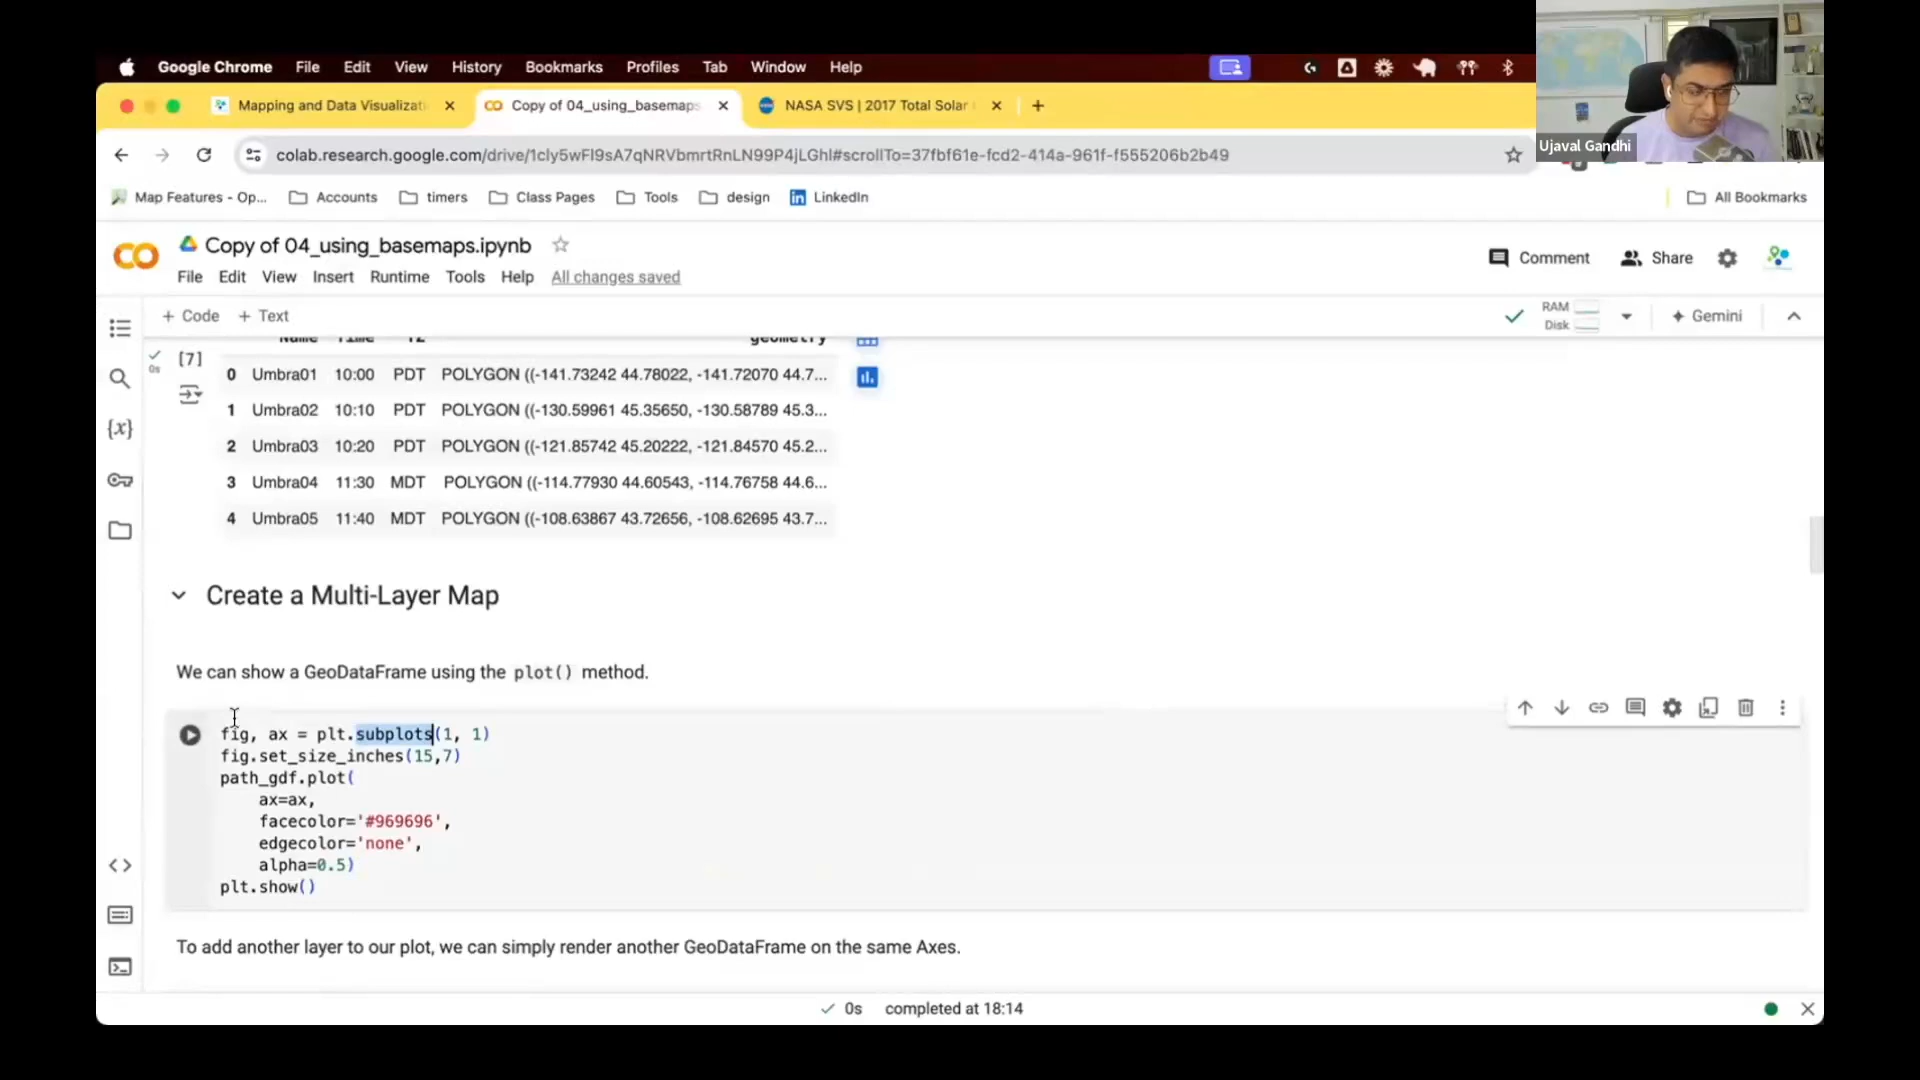 Google Chrome File Edit View History Bookmarks Profiles Tab Window Help
Mapping and Data Visualizati
Copy of 04_using_basemaps
NASA SVS | 2017 Total Solar
Ujaval Gandhi
colab.research.google.com/drive/1cIy5wFI9sA7qNRVbmrtRnLN99P4jLGhI#scrollTo=37fbf61e-fcd2-414a-961f-f555206b2b49
Map Features - Op... Accounts timers Class Pages Tools design LinkedIn All Bookmarks
Copy of 04_using_basemaps.ipynb
Comment Share
File Edit View Insert Runtime Tools Help All changes saved
+ Code + Text
RAM
Disk
Gemini
Name Time TZ geometry
[7]
0s
0 Umbra01 10:00 PDT POLYGON ((-141.73242 44.78022, -141.72070 44.7...
1 Umbra02 10:10 PDT POLYGON ((-130.59961 45.35650, -130.58789 45.3...
2 Umbra03 10:20 PDT POLYGON ((-121.85742 45.20222, -121.84570 45.2...
3 Umbra04 11:30 MDT POLYGON ((-114.77930 44.60543, -114.76758 44.6...
4 Umbra05 11:40 MDT POLYGON ((-108.63867 43.72656, -108.62695 43.7...
Create a Multi-Layer Map
We can show a GeoDataFrame using the plot() method.
fig, ax = plt.subplots(1, 1)
fig.set_size_inches(15,7)
path_gdf.plot(
ax=ax,
facecolor='#969696',
edgecolor='none',
alpha=0.5)
plt.show()
To add another layer to our plot, we can simply render another GeoDataFrame on the same Axes.
0s completed at 18:14